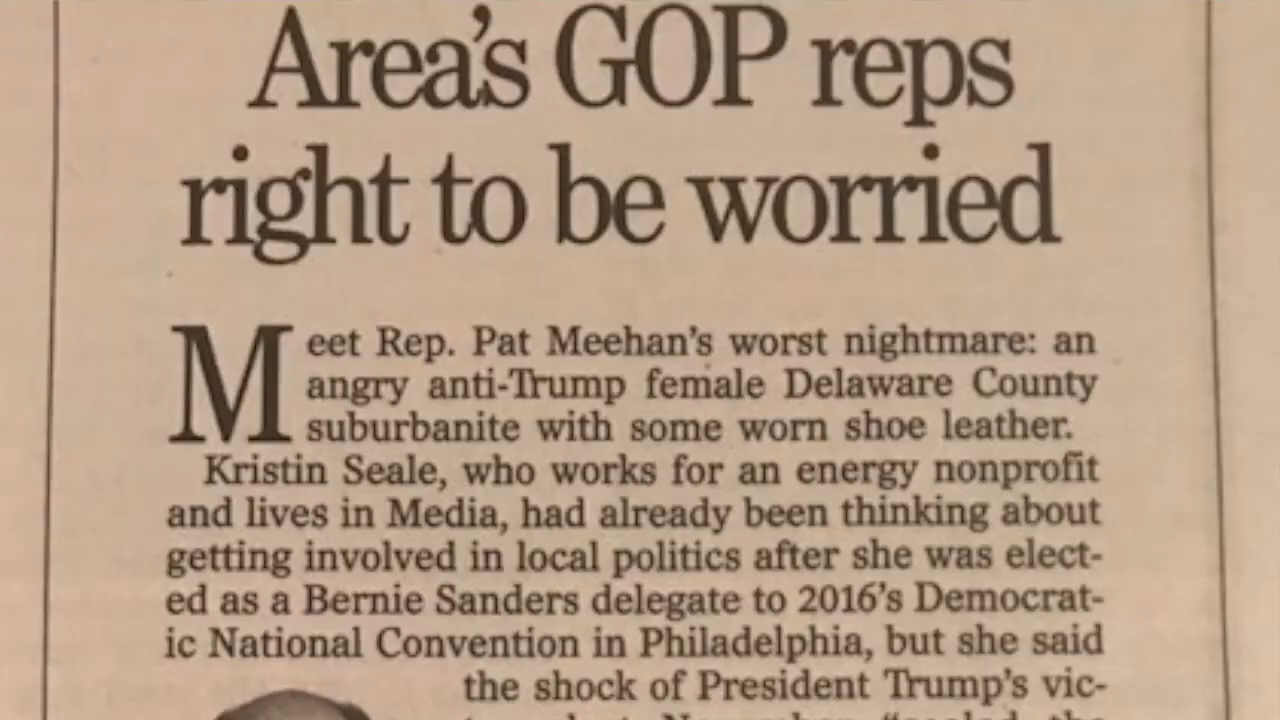 Area's GOP reps
right to be worried
Meet Rep. Pat Meehan's worst nightmare: an
angry anti-Trump female Delaware County
suburbanite with some worn shoe leather.
Kristin Seale, who works for an energy nonprofit
and lives in Media, had already been thinking about
getting involved in local politics after she was elect-
ed as a Bernie Sanders delegate to 2016's Democrat-
ic National Convention in Philadelphia, but she said
the shock of President Trump's vic-